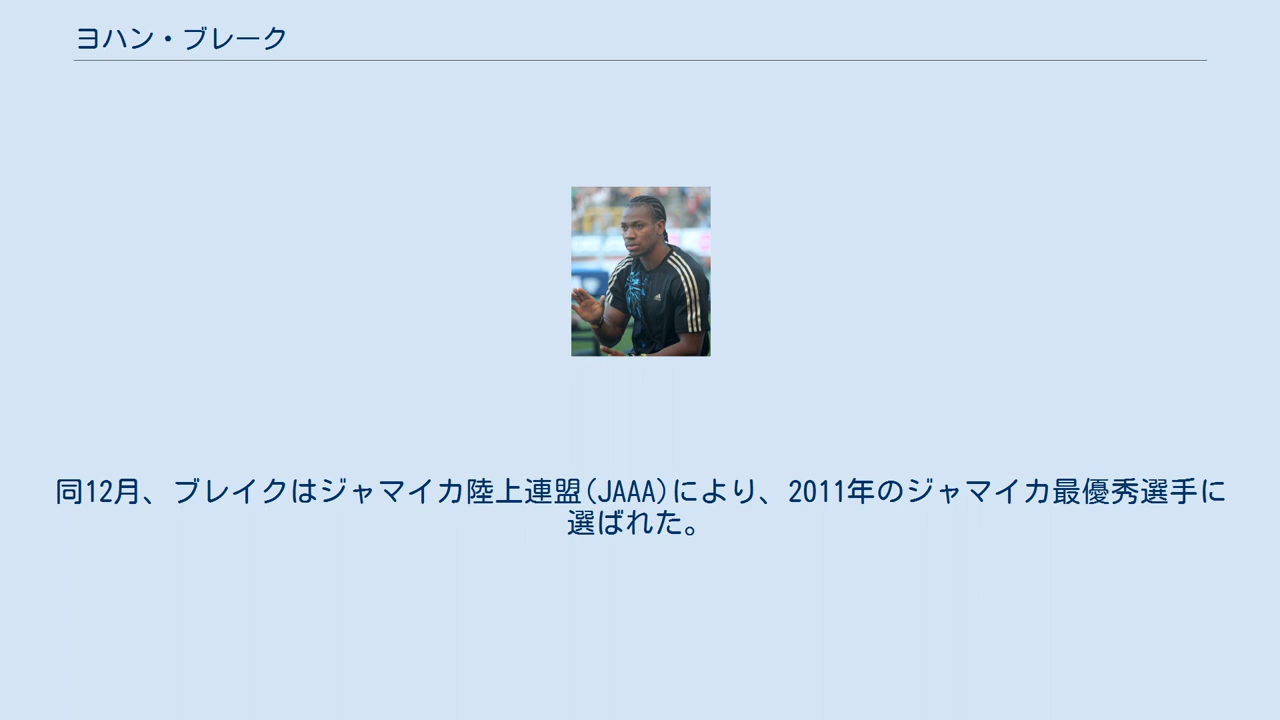 ヨハン・ブレーク
同12月、ブレイクはジャマイカ陸上連盟(JAAA)により、2011年のジャマイカ最優秀選手に
選ばれた。